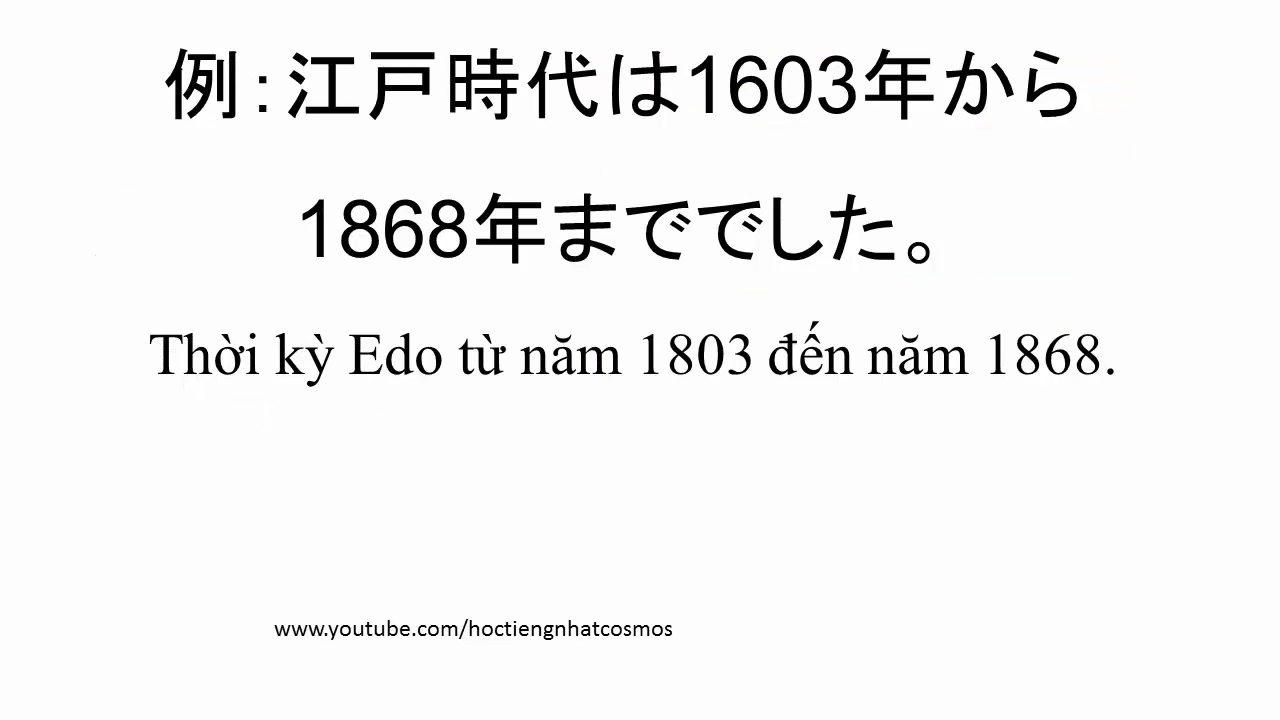 例：江戸時代は1603年から
1868年まででした。
Thời kỳ Edo từ năm 1803 đến năm 1868.
www.youtube.com/hoctiengnhatcosmos